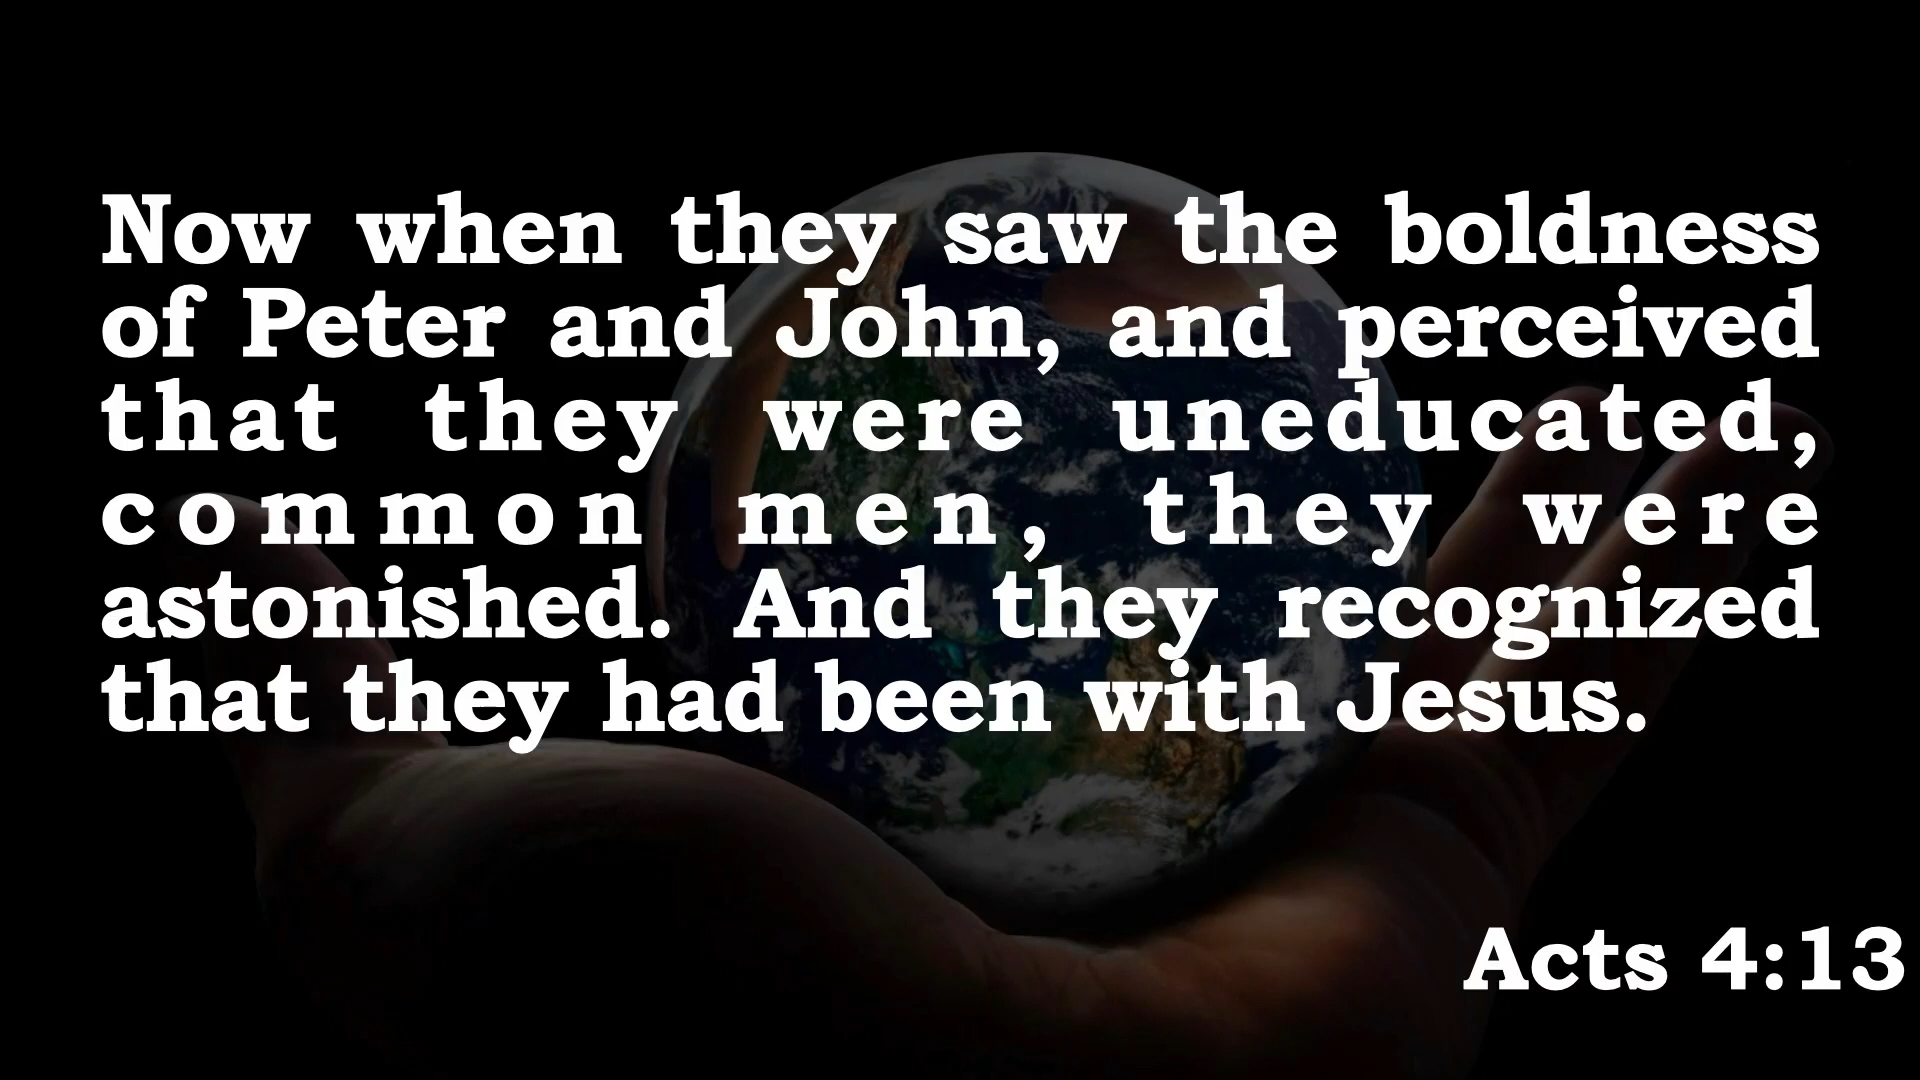 Now when they saw the boldness
of Peter and John, and perceived
that they were uneducated,
common men, they were
astonished. And they recognized
that they had been with Jesus.
Acts 4:13